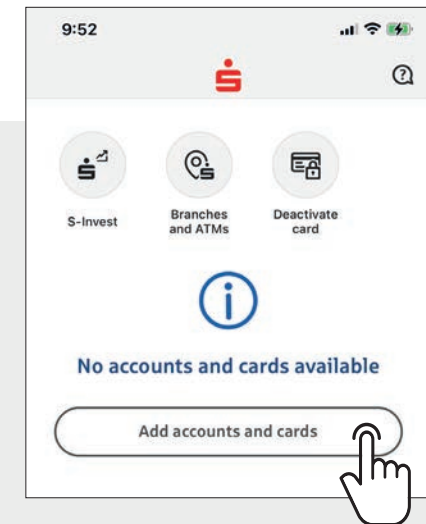 9:52
S-Invest
Branches
and ATMs
Deactivate
card
No accounts and cards available
Add accounts and cards